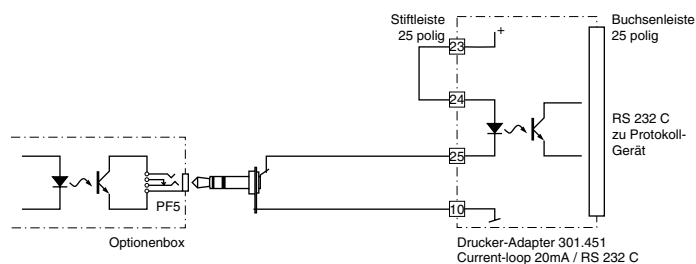 Stiftleiste
25 polig
Buchsenleiste
25 polig
23
+
24
RS 232 C
zu Protokoll-
Gerät
25
PF5
10
Optionenbox
Drucker-Adapter 301.451
Current-loop 20mA / RS 232 C